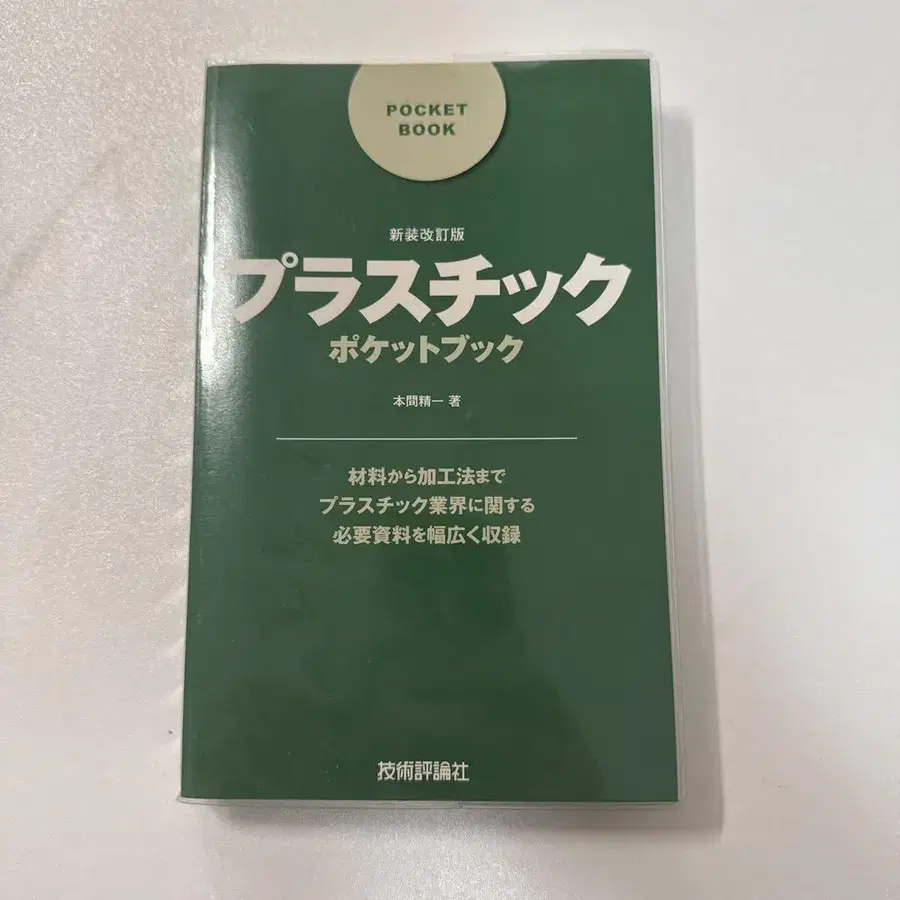 POCKET
BOOK
新装改訂版
プラスチック
ポケットブック
本間精一 著
材料から加工法まで
プラスチック業界に関する
必要資料を幅広く収録
技術評論社